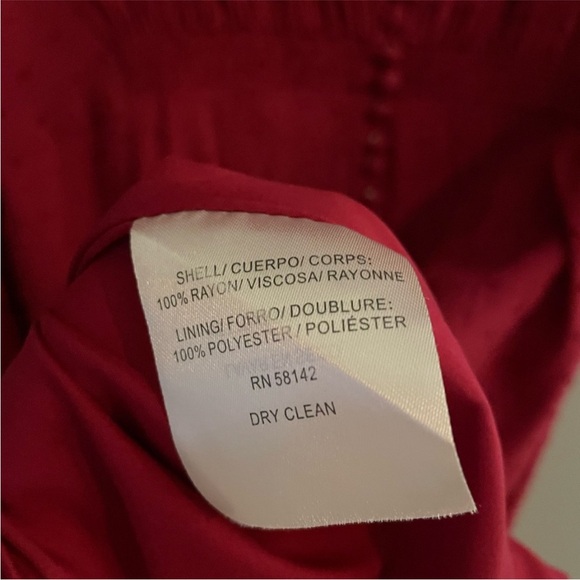 SHELL/ CUERPO/ CORPS:
100% RAYON/ VISCOSA/ RAYONNE
LINING/ FORRO/ DOUBLURE:
100% POLYESTER / POLIÉSTER
RN 58142
DRY CLEAN